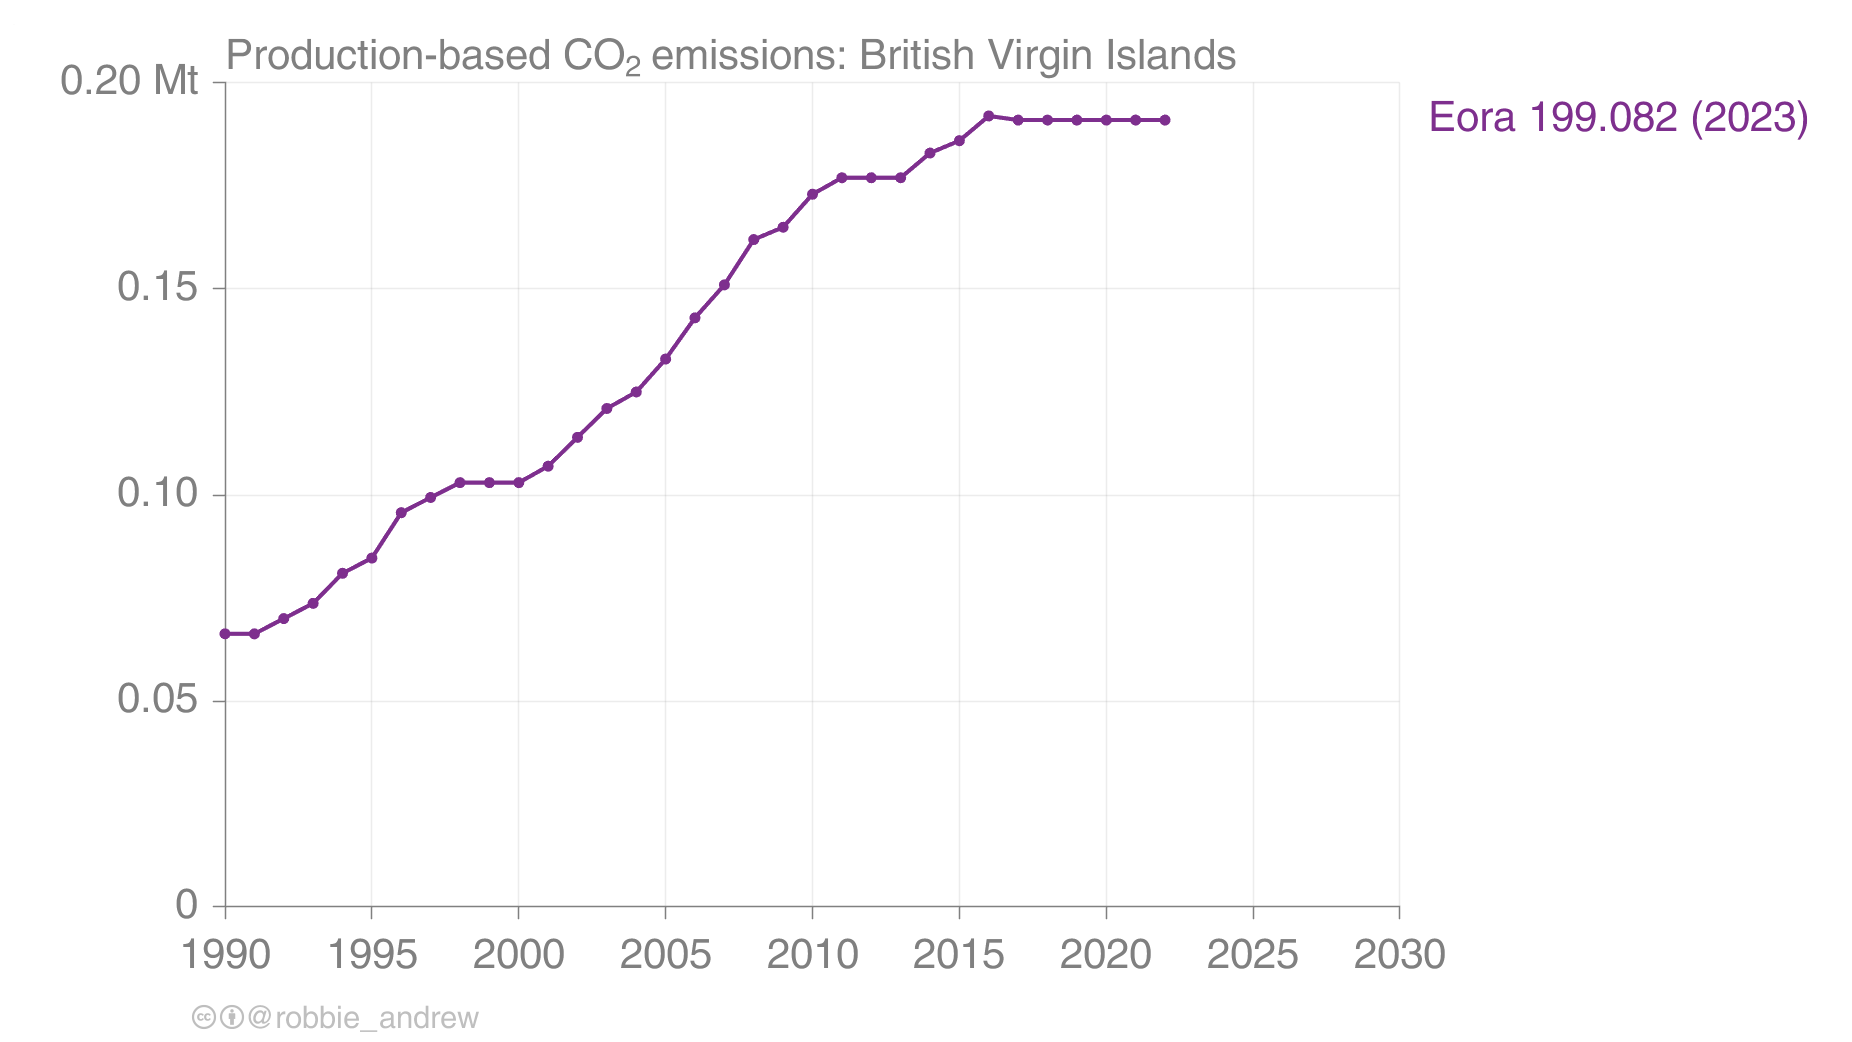 Production-based CO₂ emissions: British Virgin Islands
0.20 Mt
Eora 199.082 (2023)
0.15
0.10
0.05
0
1990 1995 2000 2005 2010 2015 2020 2025 2030
@robbie_andrew